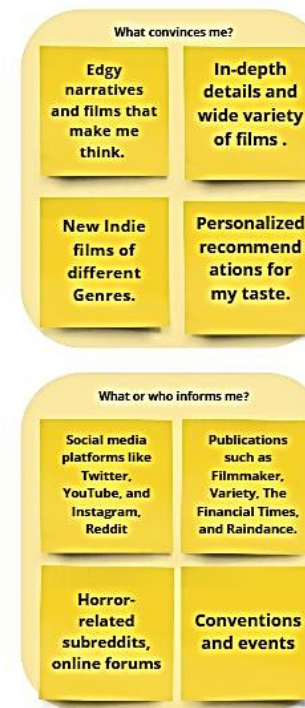 What convinces me?
Edgy
narratives
and films that
make me
think.
In-depth
details and
wide variety
of films .
New Indie
films of
different
Genres.
Personalized
recommend
ations for
my taste.
What or who informs me?
Social media
platforms like
Twitter,
YouTube, and
Instagram,
Reddit
Publications
such as
Filmmaker,
Variety, The
Financial Times,
and Raindance.
Horror-
related
subreddits,
online forums
Conventions
and events